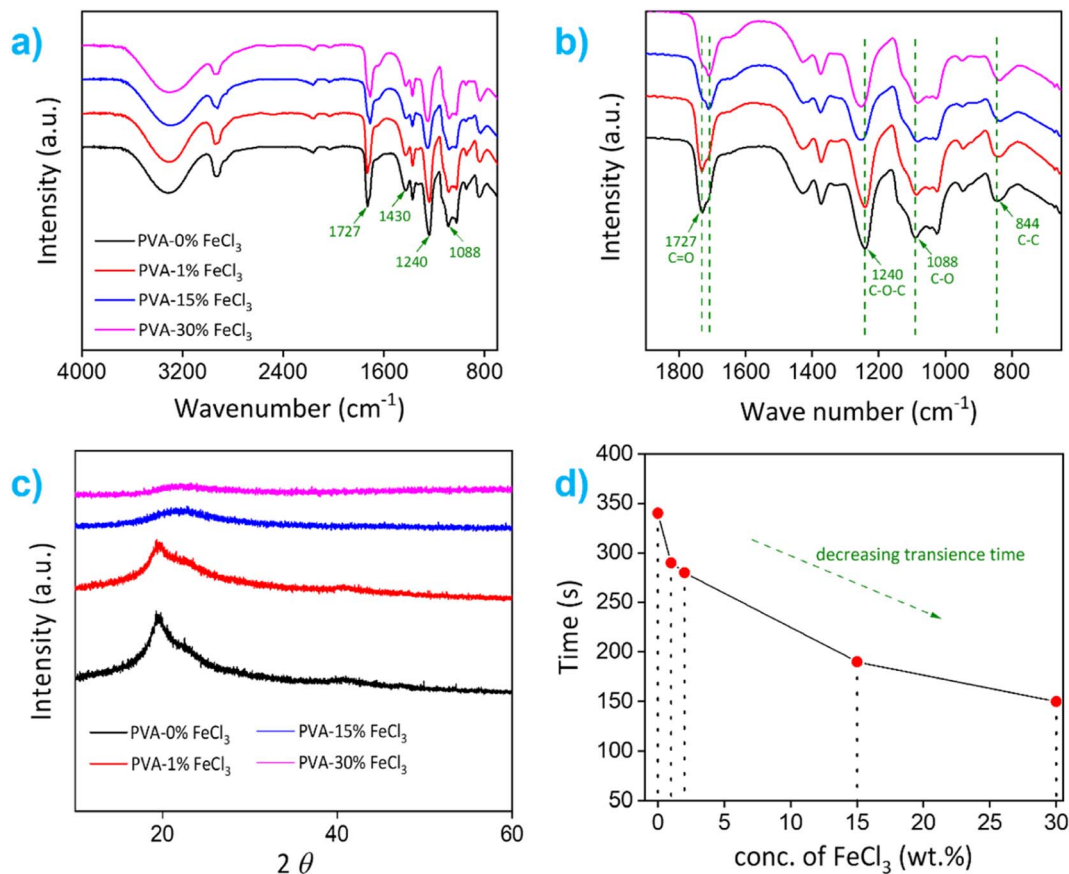 a)
Intensity (a.u.)
1727
1430
1240
1088
PVA-0% FeCl₃
PVA-1% FeCl₃
PVA-15% FeCl₃
PVA-30% FeCl₃
4000 3200 2400 1600 800
Wavenumber (cm⁻¹)
b)
Intensity (a.u.)
1727
C=O
1240
C-O-C
1088
C-O
844
C-C
1800 1600 1400 1200 1000 800
Wave number (cm⁻¹)
c)
Intensity (a.u.)
PVA-0% FeCl₃ PVA-15% FeCl₃
PVA-1% FeCl₃ PVA-30% FeCl₃
20 40 60
2 θ
d)
Time (s)
400
350
300
250
200
150
100
50
decreasing transience time
0 5 10 15 20 25 30
conc. of FeCl₃ (wt.%)